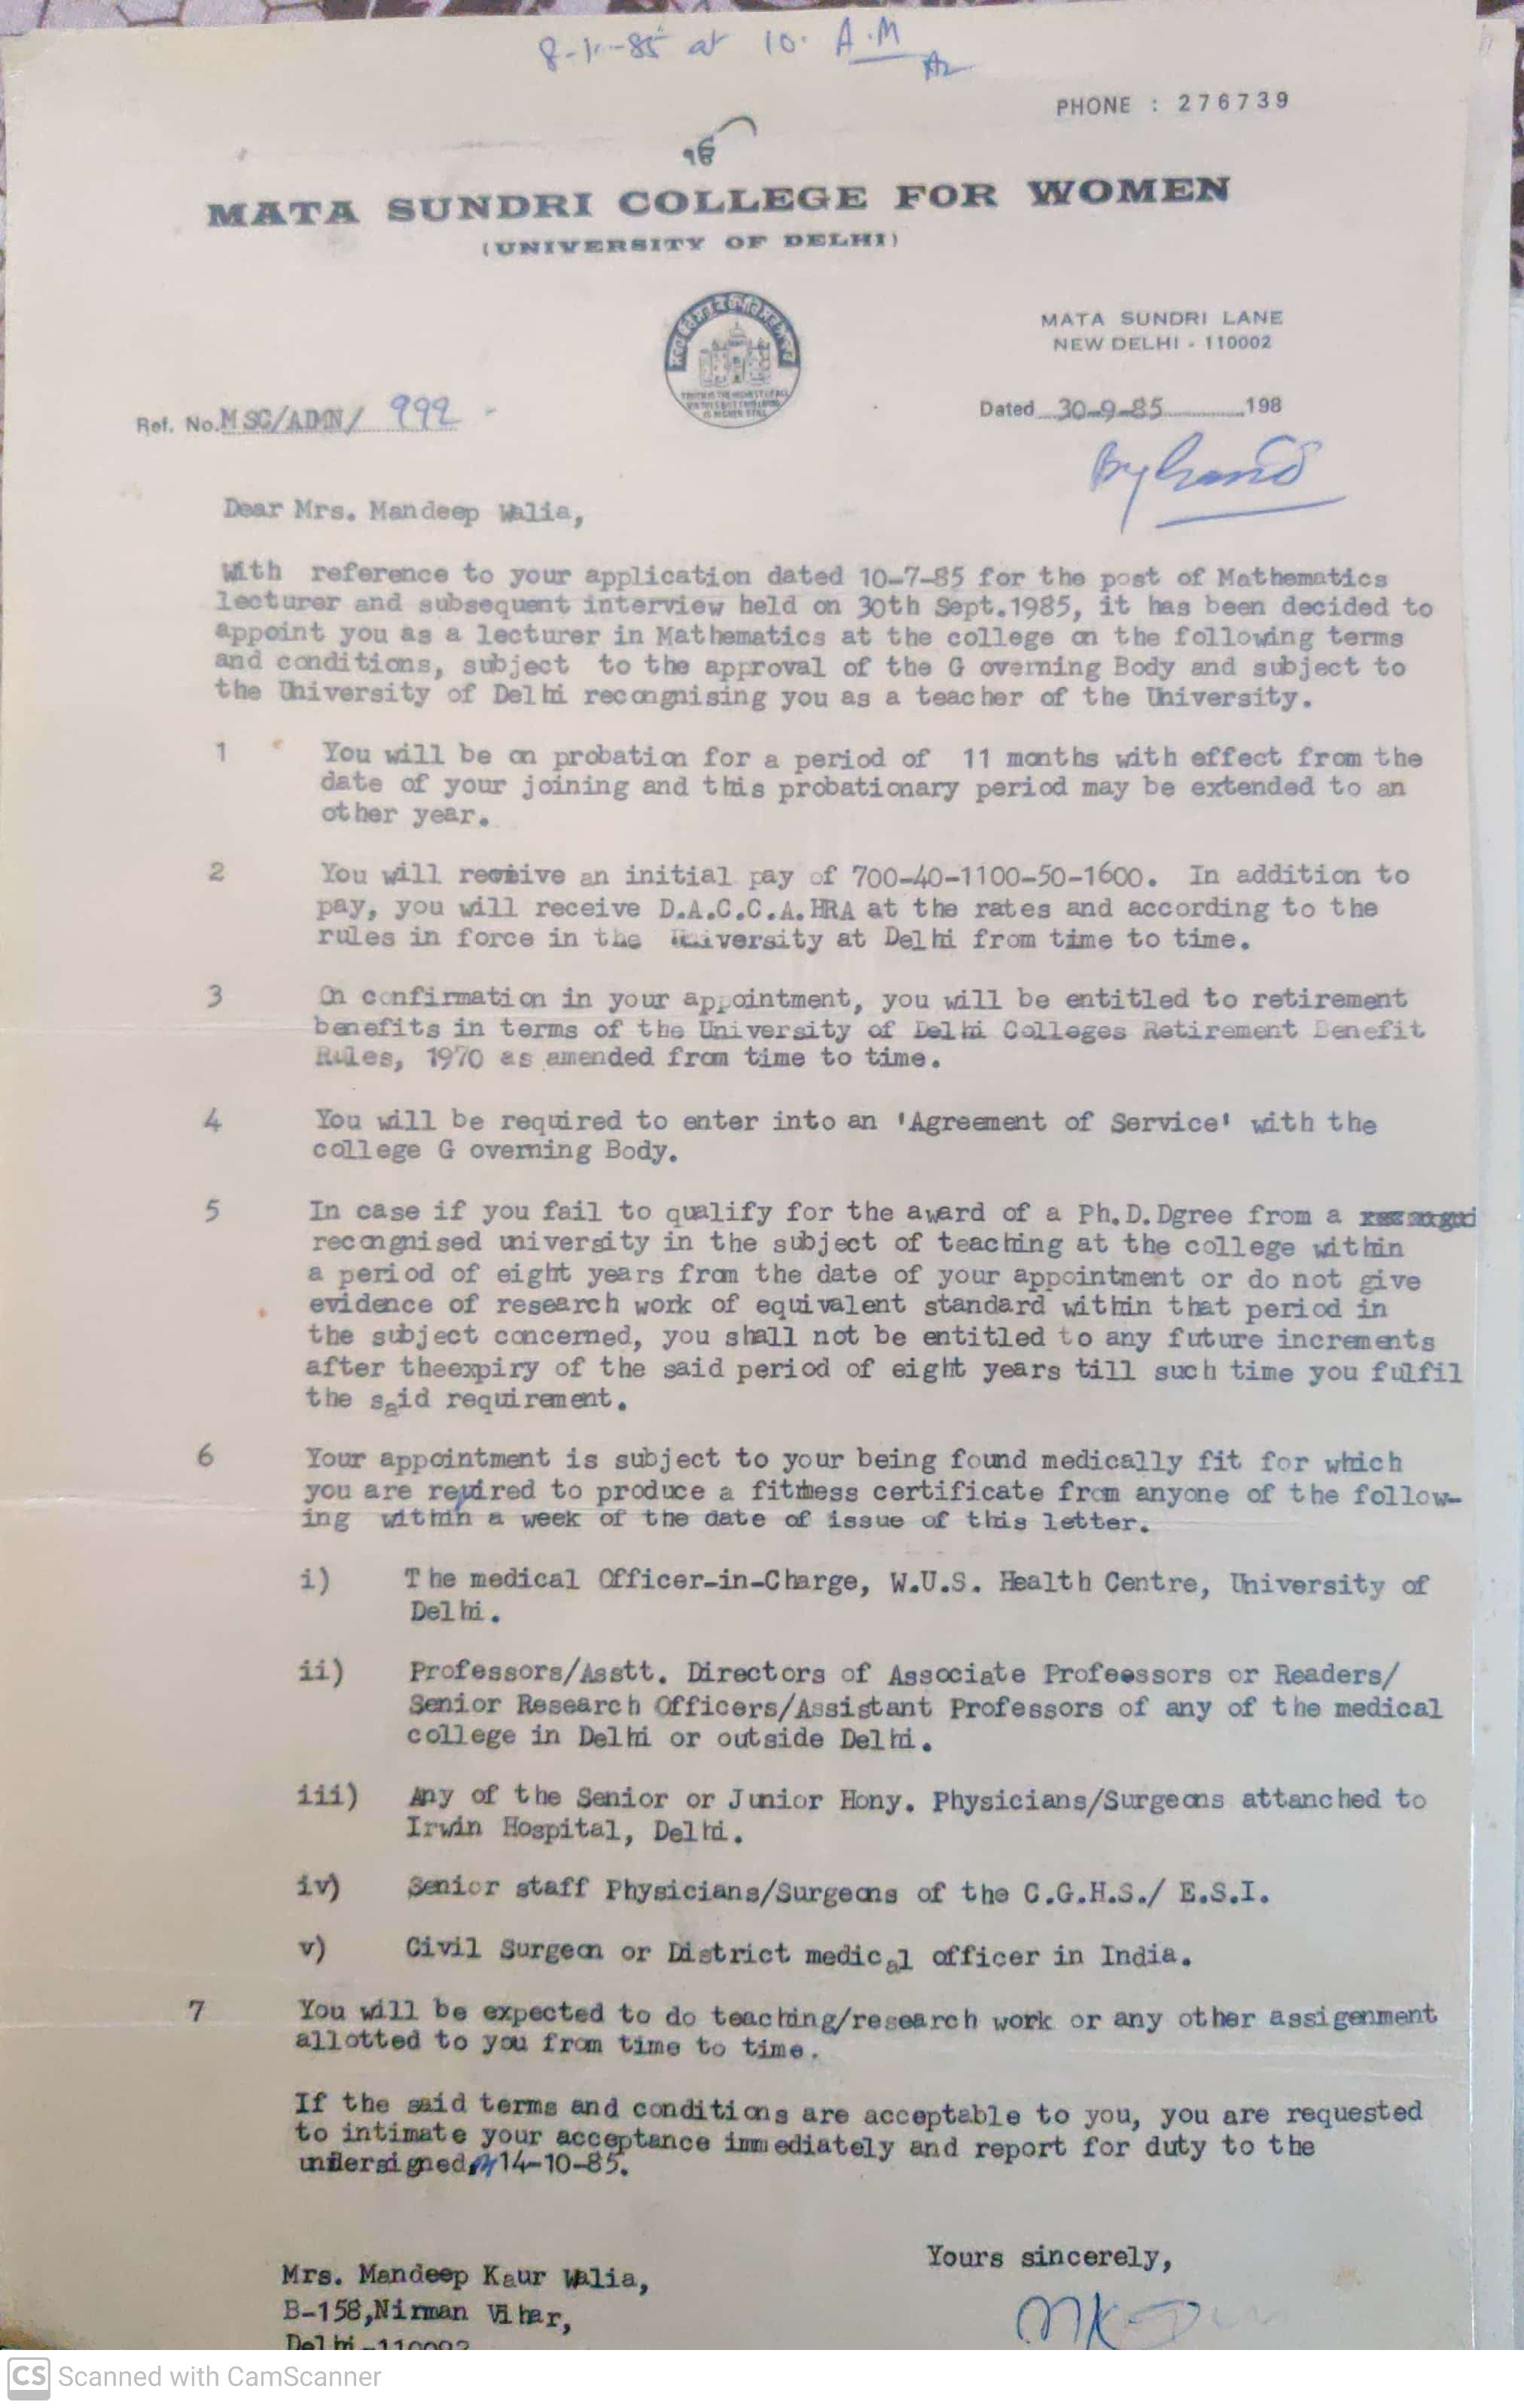 at 10. A.M
PHONE : 276739
ੴ
MATA SUNDRI COLLEGE FOR WOMEN
(UNIVERSITY OF DELHI)
MATA SUNDRI LANE
NEW DELHI - 110002
Ref. No. MSC/ADMN/ 992 -
Dated 30-9-85 198
By hand
Dear Mrs. Mandeep Walia,
With reference to your application dated 10-7-85 for the post of Mathematics
lecturer and subsequent interview held on 30th Sept.1985, it has been decided to
appoint you as a lecturer in Mathematics at the college on the following terms
and conditions, subject to the approval of the G overning Body and subject to
the University of Delhi recongnising you as a teacher of the University.
1 You will be on probation for a period of 11 months with effect from the
date of your joining and this probationary period may be extended to an
other year.
2 You will receive an initial pay of 700-40-1100-50-1600. In addition to
pay, you will receive D.A.C.C.A.HRA at the rates and according to the
rules in force in the University at Delhi from time to time.
3 On confirmation in your appointment, you will be entitled to retirement
benefits in terms of the University of Delhi Colleges Retirement Benefit
Rules, 1970 as amended from time to time.
4 You will be required to enter into an 'Agreement of Service' with the
college G overning Body.
5 In case if you fail to qualify for the award of a Ph.D.Dgree from a
recongnised university in the subject of teaching at the college within
a period of eight years from the date of your appointment or do not give
evidence of research work of equivalent standard within that period in
the subject concerned, you shall not be entitled to any future increments
after theexpiry of the said period of eight years till such time you fulfil
the said requirement.
6 Your appointment is subject to your being found medically fit for which
you are reqired to produce a fitness certificate from anyone of the follow-
ing within a week of the date of issue of this letter.
i) The medical Officer-in-Charge, W.U.S. Health Centre, University of
Delhi.
ii) Professors/Asstt. Directors of Associate Profeessors or Readers/
Senior Research Officers/Assistant Professors of any of the medical
college in Delhi or outside Delhi.
iii) Any of the Senior or Junior Hony. Physicians/Surgeons attanched to
Irwin Hospital, Delhi.
iv) Senior staff Physicians/Surgeons of the C.G.H.S./ E.S.I.
v) Civil Surgeon or District medical officer in India.
7 You will be expected to do teaching/research work or any other assigenment
allotted to you from time to time.
If the said terms and conditions are acceptable to you, you are requested
to intimate your acceptance immediately and report for duty to the
undersigned 14-10-85.
Yours sincerely,
Mrs. Mandeep Kaur Walia,
B-158,Nirman Vihar,
Delhi-110092
CS Scanned with CamScanner